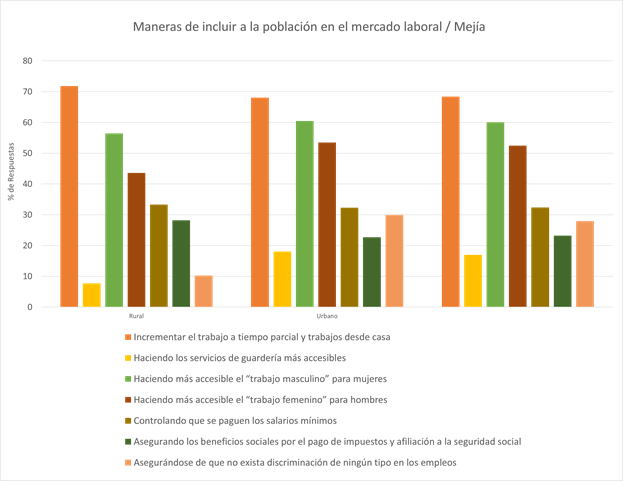 Maneras de incluir a la población en el mercado laboral / Mejía
80
70
60
50
40
30
20
10
0
% de Respuestas
Rural
Urbano
Incrementar el trabajo a tiempo parcial y trabajos desde casa
Haciendo los servicios de guardería más accesibles
Haciendo más accesible el “trabajo masculino” para mujeres
Haciendo más accesible el “trabajo femenino” para hombres
Controlando que se paguen los salarios mínimos
Asegurando los beneficios sociales por el pago de impuestos y afiliación a la seguridad social
Asegurándose de que no exista discriminación de ningún tipo en los empleos